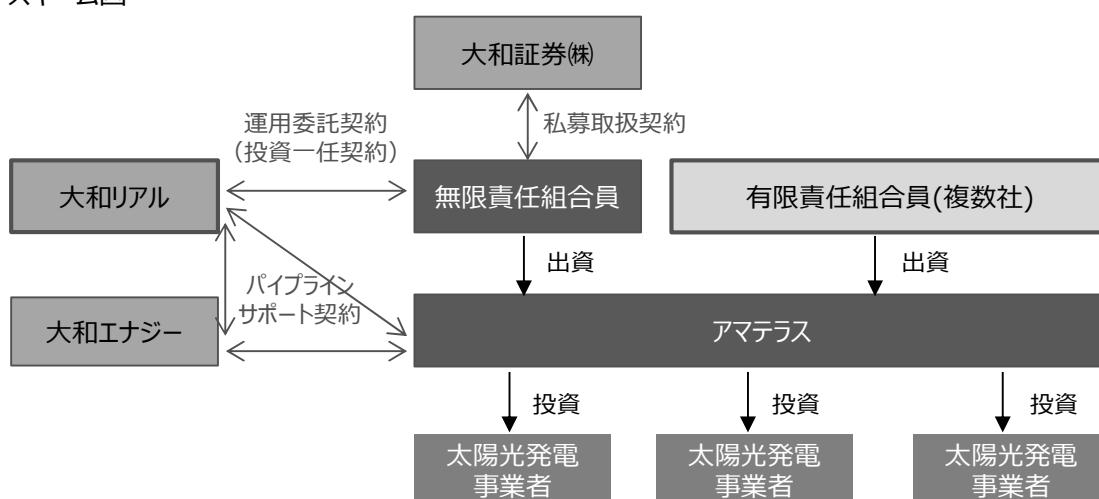 スキーム図
大和証券㈱
運用委託契約
(投資一任契約)
私募取扱契約
大和リアル
無限責任組合員
有限責任組合員(複数社)
出資
出資
パイプライン
サポート契約
大和エナジー
アマテラス
投資
投資
投資
太陽光発電
事業者
太陽光発電
事業者
太陽光発電
事業者